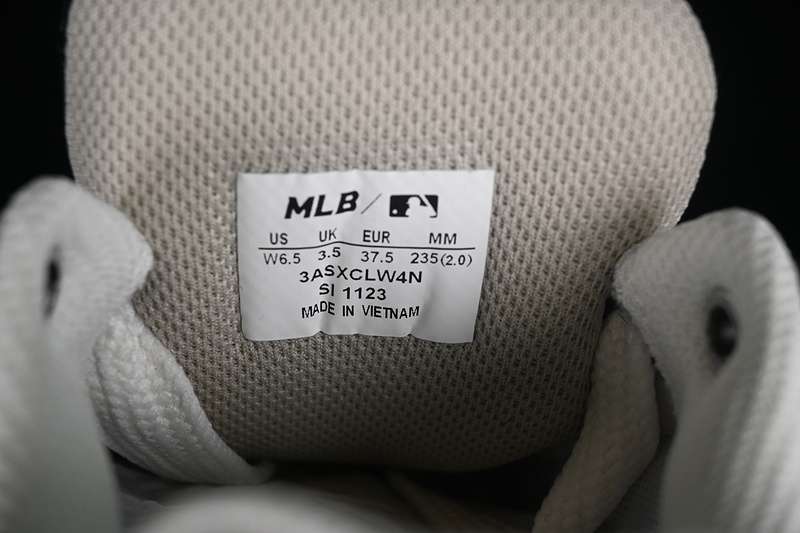 MLB /
US UK EUR MM
W6.5 3.5 37.5 235(2.0)
3ASXCLW4N
SI 1123
MADE IN VIETNAM